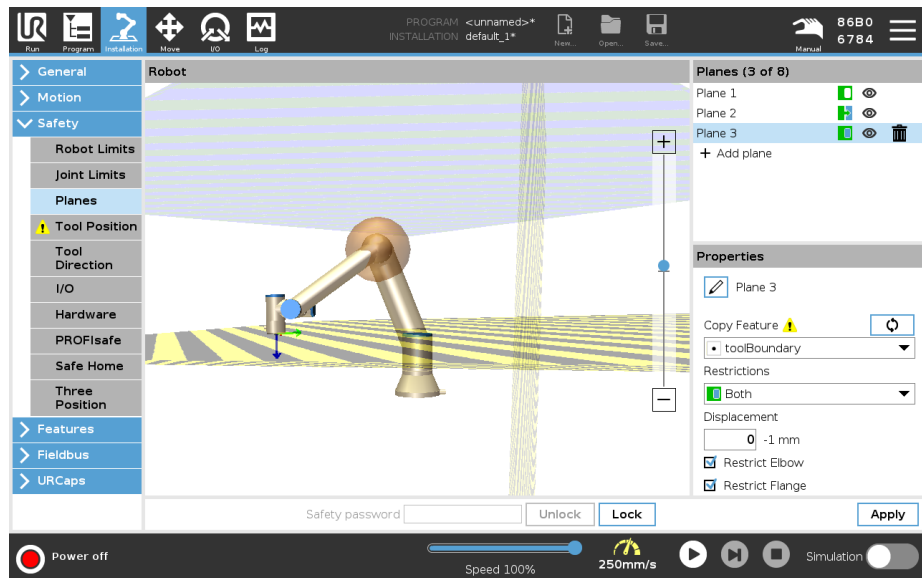 PROGRAM <unnamed>*
INSTALLATION default_1*
Run
Program
Installation
Move
I/O
Log
New...
Open...
Save...
Manual
86B0
6784
General
Motion
Safety
Robot Limits
Joint Limits
Planes
Tool Position
Tool
Direction
I/O
Hardware
PROFIsafe
Safe Home
Three
Position
Features
Fieldbus
URCaps
Robot
Planes (3 of 8)
Plane 1
Plane 2
Plane 3
+ Add plane
Properties
Plane 3
Copy Feature
toolBoundary
Restrictions
Both
Displacement
0 -1 mm
Restrict Elbow
Restrict Flange
Safety password
Unlock
Lock
Apply
Power off
Speed 100%
250mm/s
Simulation